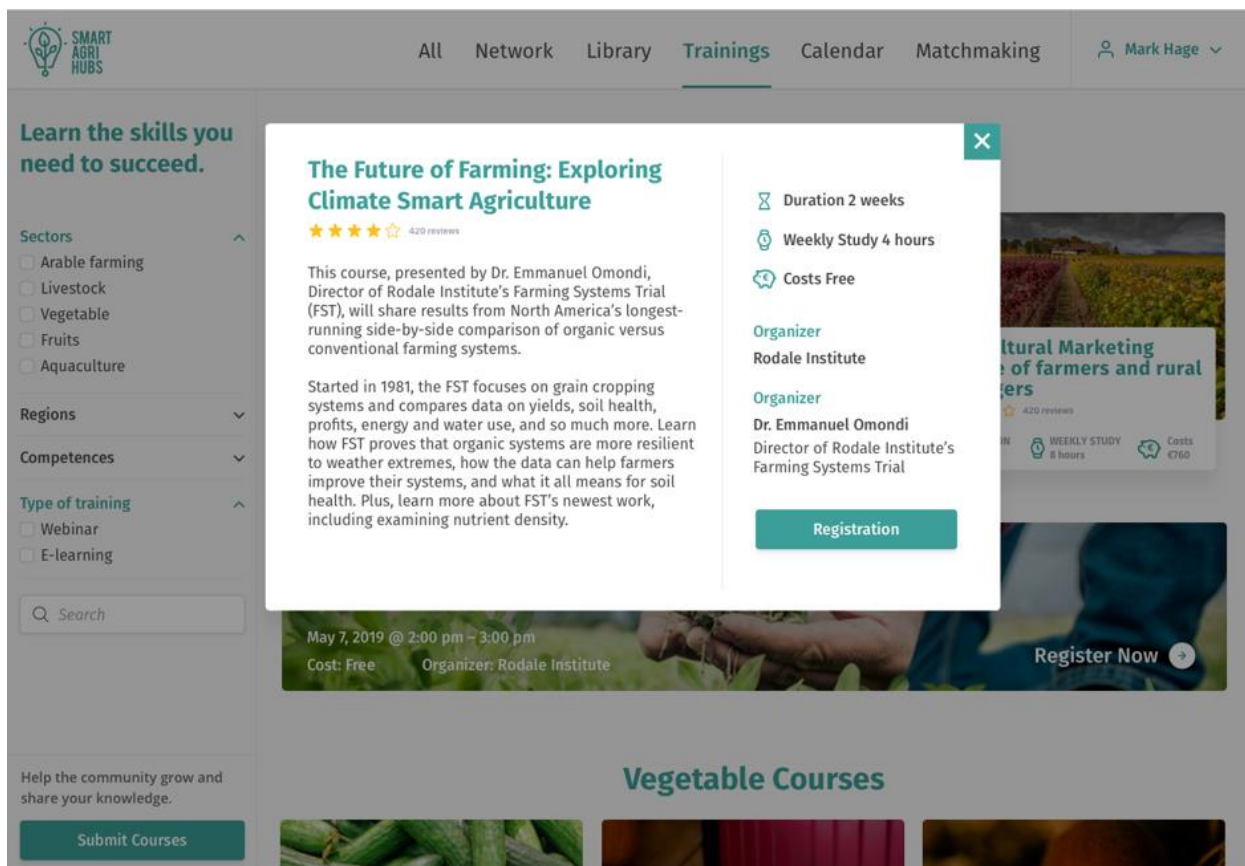 SMART
AGRI
HUBS
All Network Library Trainings Calendar Matchmaking Mark Hage
Learn the skills you
need to succeed.
Sectors
Arable farming
Livestock
Vegetable
Fruits
Aquaculture
Regions
Competences
Type of training
Webinar
E-learning
Search
Help the community grow and
share your knowledge.
Submit Courses
The Future of Farming: Exploring
Climate Smart Agriculture
420 reviews
This course, presented by Dr. Emmanuel Omondi,
Director of Rodale Institute's Farming Systems Trial
(FST), will share results from North America's longest-
running side-by-side comparison of organic versus
conventional farming systems.
Started in 1981, the FST focuses on grain cropping
systems and compares data on yields, soil health,
profits, energy and water use, and so much more. Learn
how FST proves that organic systems are more resilient
to weather extremes, how the data can help farmers
improve their systems, and what it all means for soil
health. Plus, learn more about FST's newest work,
including examining nutrient density.
Duration 2 weeks
Weekly Study 4 hours
Costs Free
Organizer
Rodale Institute
Organizer
Dr. Emmanuel Omondi
Director of Rodale Institute's
Farming Systems Trial
Registration
ltural Marketing
of farmers and rural
gers
420 reviews
WEEKLY STUDY
8 hours
Costs
€760
May 7, 2019 @ 2:00 pm – 3:00 pm
Cost: Free Organizer: Rodale Institute
Register Now
Vegetable Courses